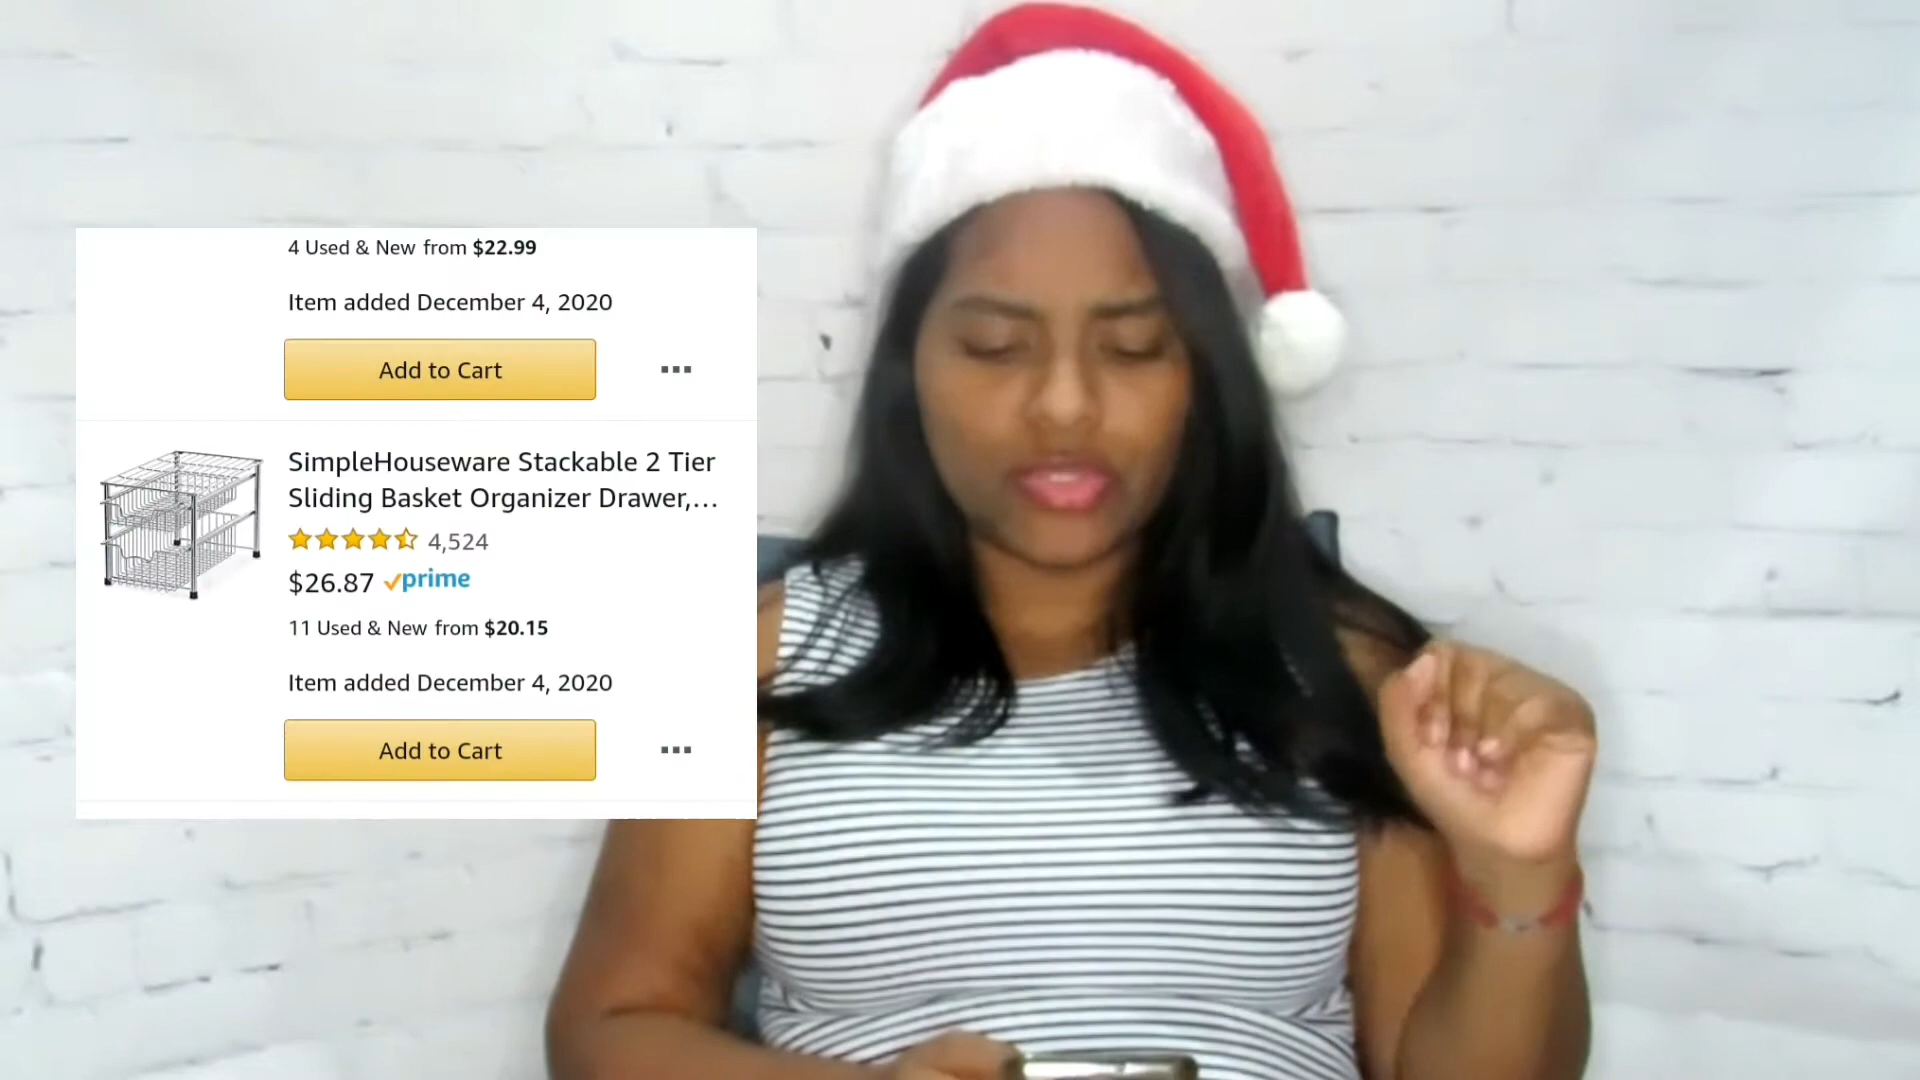 4 Used & New from $22.99
Item added December 4, 2020
Add to Cart
SimpleHouseware Stackable 2 Tier
Sliding Basket Organizer Drawer,...
4,524
$26.87 prime
11 Used & New from $20.15
Item added December 4, 2020
Add to Cart